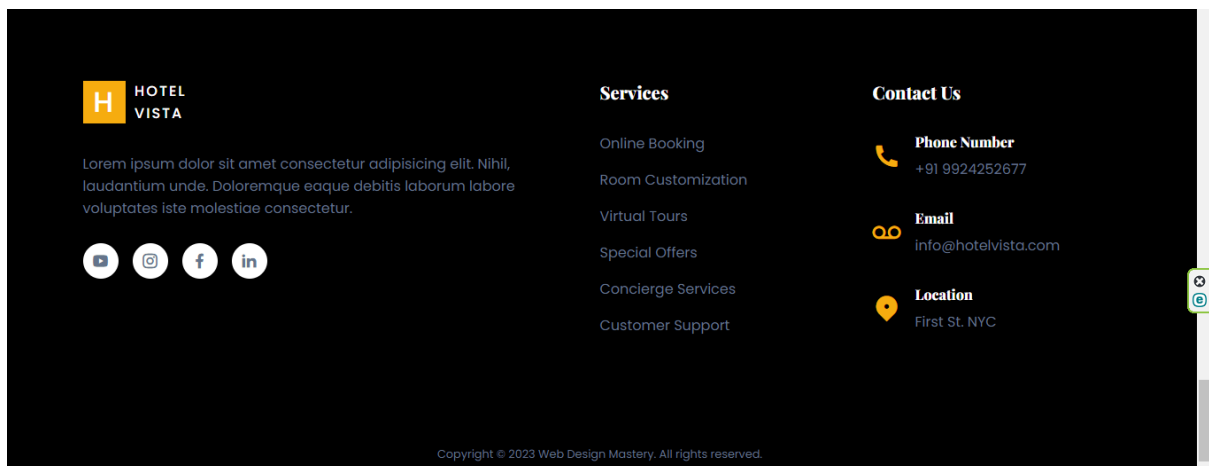 H
HOTEL
VISTA
Lorem ipsum dolor sit amet consectetur adipisicing elit. Nihil,
laudantium unde. Doloremque eaque debitis laborum labore
voluptates iste molestiae consectetur.
f
in
Services
Online Booking
Room Customization
Virtual Tours
Special Offers
Concierge Services
Customer Support
Contact Us
Phone Number
+91 9924252677
Email
info@hotelvista.com
Location
First St. NYC
e
Copyright © 2023 Web Design Mastery. All rights reserved.